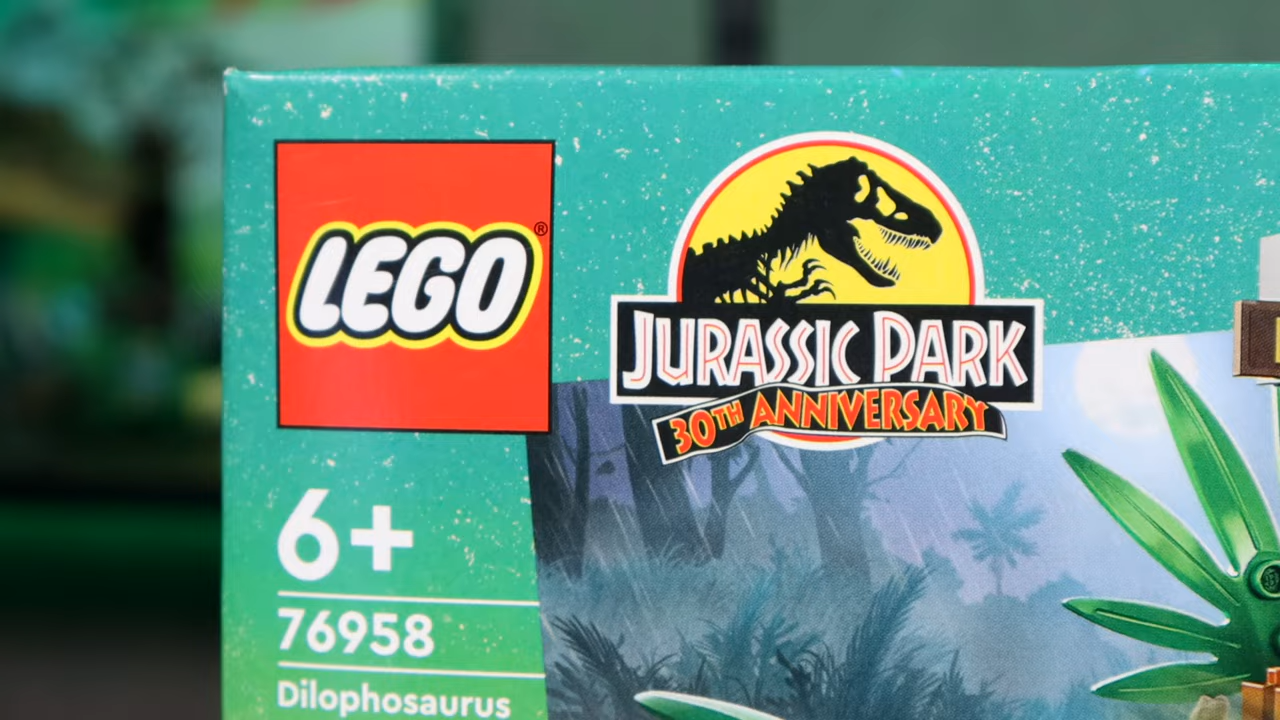 LEGO®
JURASSIC PARK
30TH ANNIVERSARY
6+
76958
Dilophosaurus